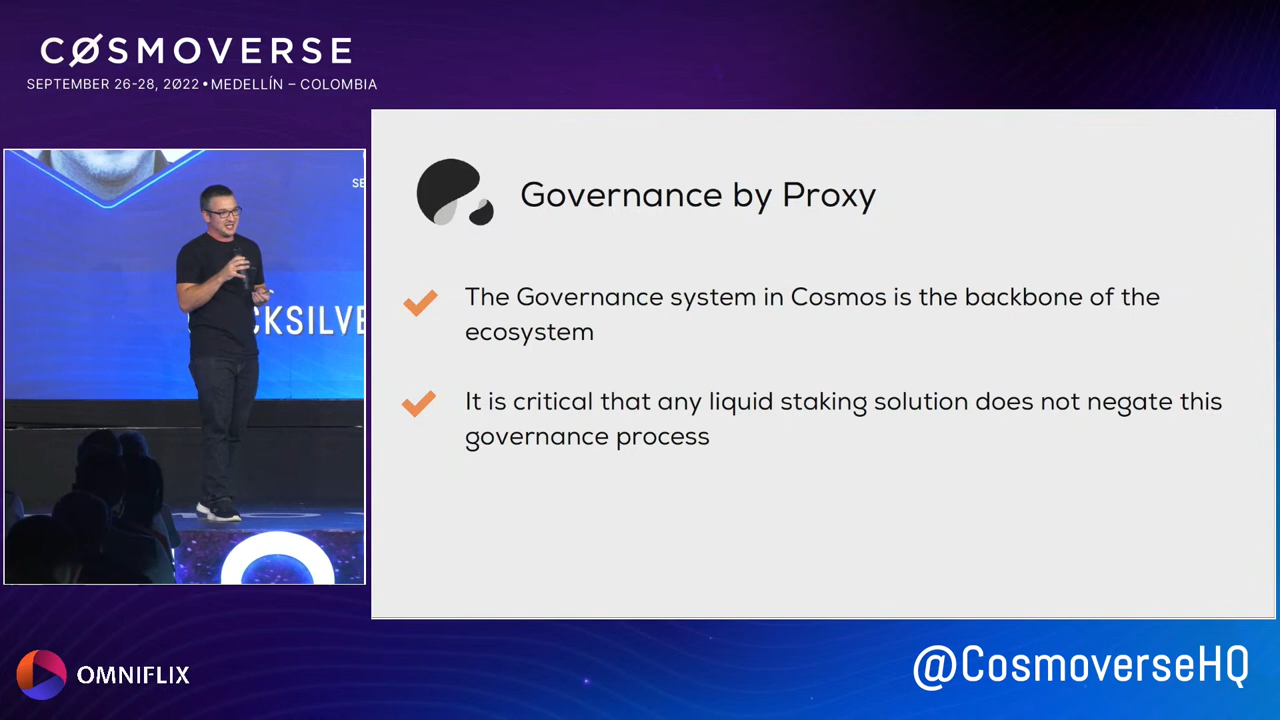 CØSMOVERSE
SEPTEMBER 26-28, 2Ø22 • MEDELLÍN – COLOMBIA
Governance by Proxy
The Governance system in Cosmos is the backbone of the
ecosystem
It is critical that any liquid staking solution does not negate this
governance process
OMNIFLIX
@CosmoverseHQ